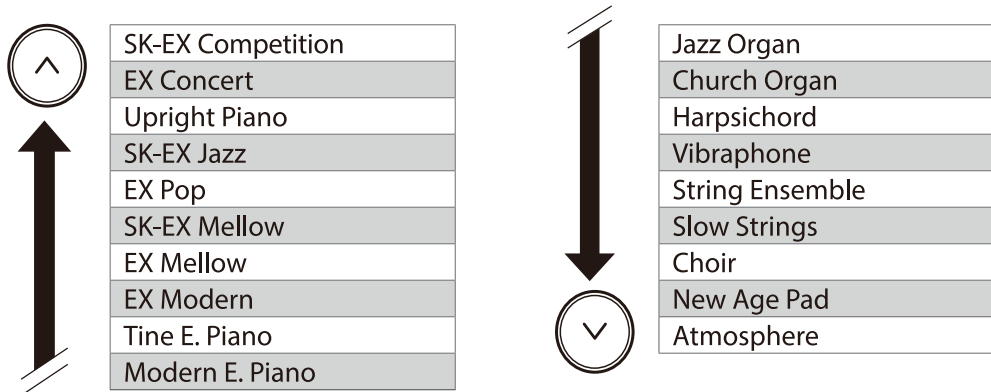 SK-EX Competition
EX Concert
Upright Piano
SK-EX Jazz
EX Pop
SK-EX Mellow
EX Mellow
EX Modern
Tine E. Piano
Modern E. Piano
Jazz Organ
Church Organ
Harpsichord
Vibraphone
String Ensemble
Slow Strings
Choir
New Age Pad
Atmosphere